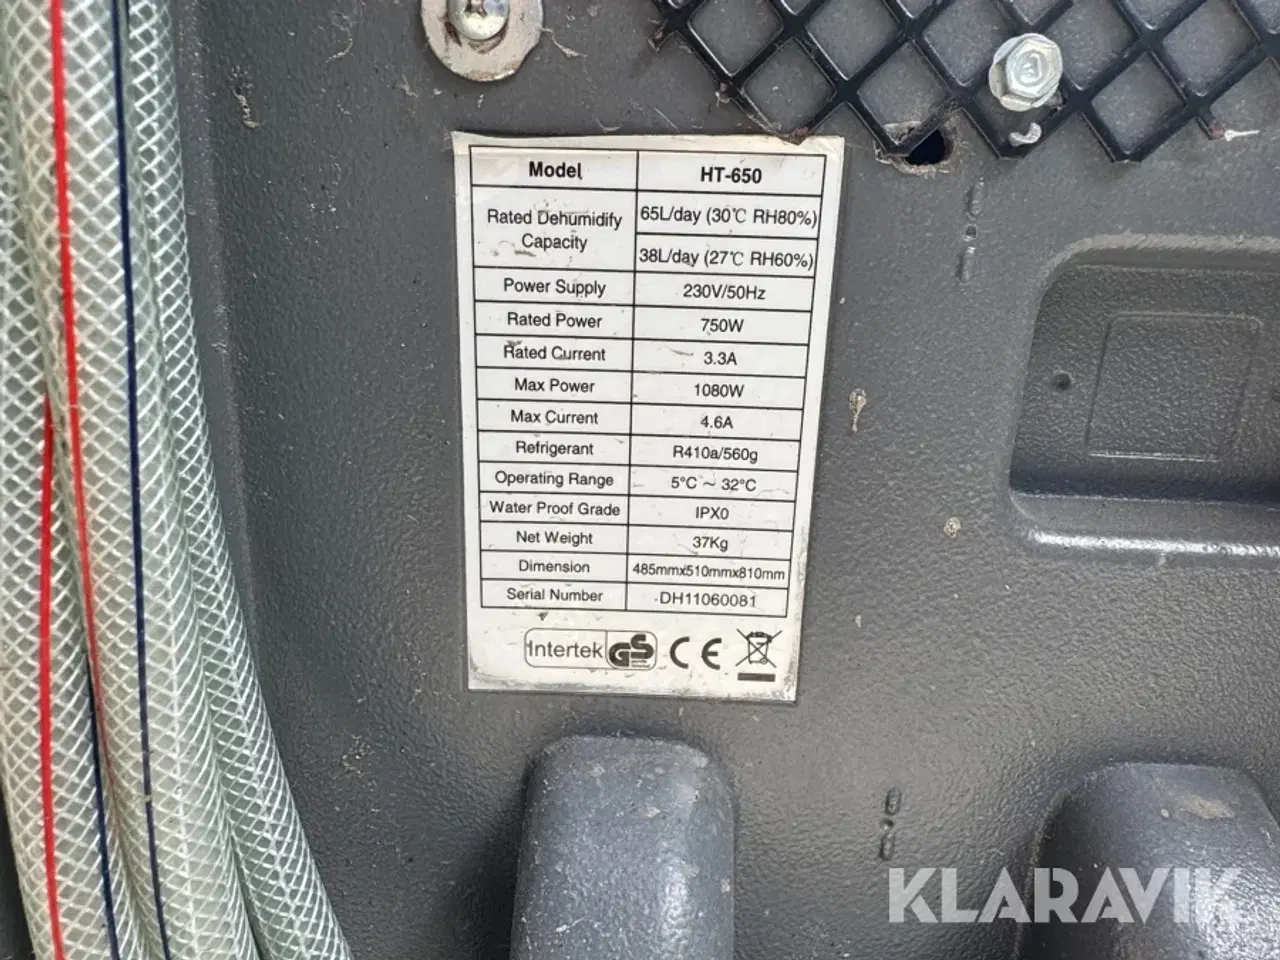 Model HT-650
Rated Dehumidify Capacity 65L/day (30℃ RH80%)
38L/day (27℃ RH60%)
Power Supply 230V/50Hz
Rated Power 750W
Rated Current 3.3A
Max Power 1080W
Max Current 4.6A
Refrigerant R410a/560g
Operating Range 5°C ~ 32°C
Water Proof Grade IPX0
Net Weight 37Kg
Dimension 485mmx510mmx810mm
Serial Number DH11060081
Intertek GS CE
KLARAVIK